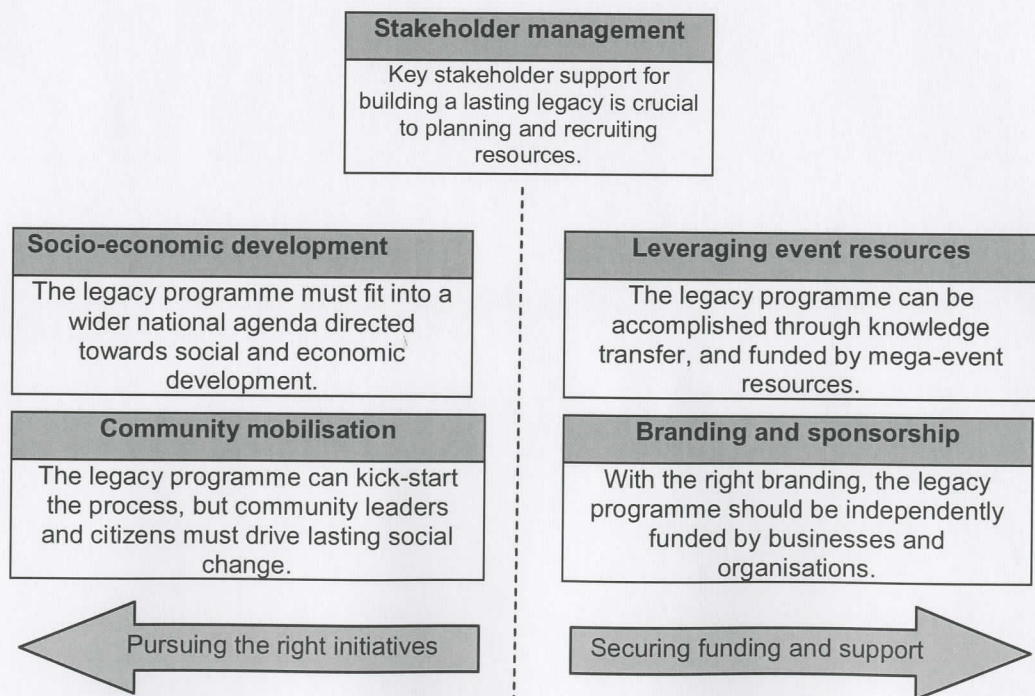 Stakeholder management
Key stakeholder support for
building a lasting legacy is crucial
to planning and recruiting
resources.
Socio-economic development
The legacy programme must fit into a
wider national agenda directed
towards social and economic
development.
Community mobilisation
The legacy programme can kick-start
the process, but community leaders
and citizens must drive lasting social
change.
Leveraging event resources
The legacy programme can be
accomplished through knowledge
transfer, and funded by mega-event
resources.
Branding and sponsorship
With the right branding, the legacy
programme should be independently
funded by businesses and
organisations.
Pursuing the right initiatives
Securing funding and support